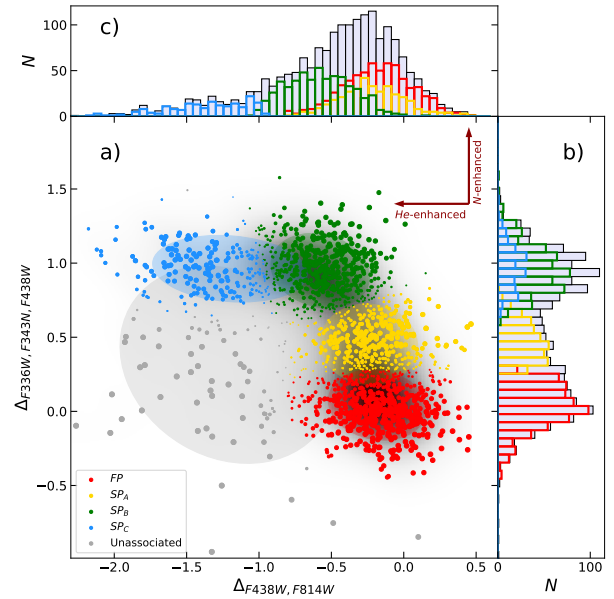 c)
N
100
50
0
a)
b)
N-enhanced
He-enhanced
1.5
1.0
0.5
0.0
−0.5
Δ_F336W, F343N, F438W
FP
SP_A
SP_B
SP_C
Unassociated
−2.0 −1.5 −1.0 −0.5 0.0 0.5
0 100
Δ_F438W, F814W
N